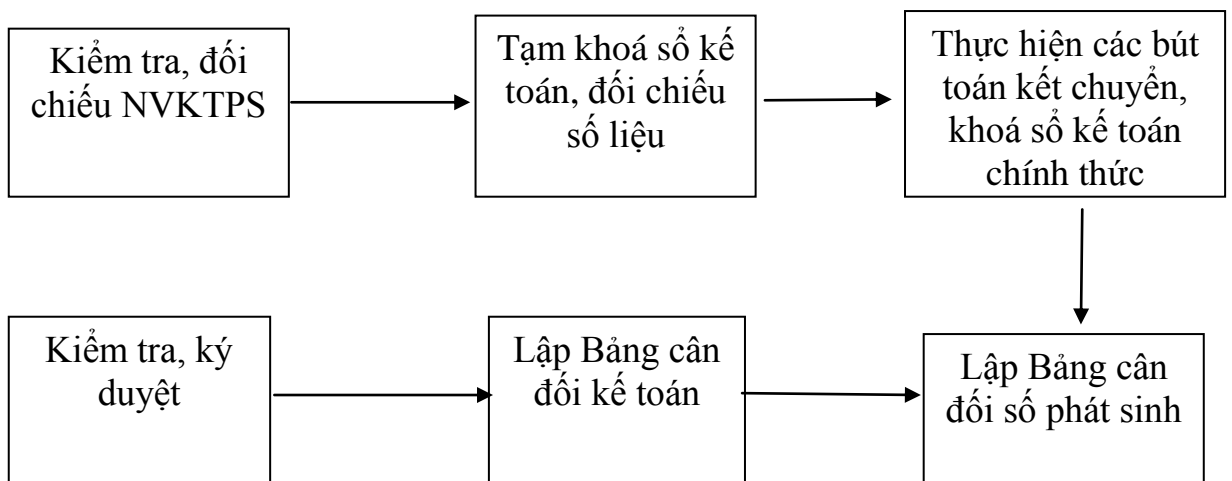 Kiểm tra, đối
chiếu NVKTPS
Tạm khoá sổ kế
toán, đối chiếu
số liệu
Thực hiện các bút
toán kết chuyển,
khoá sổ kế toán
chính thức
Kiểm tra, ký
duyệt
Lập Bảng cân
đối kế toán
Lập Bảng cân
đối số phát sinh